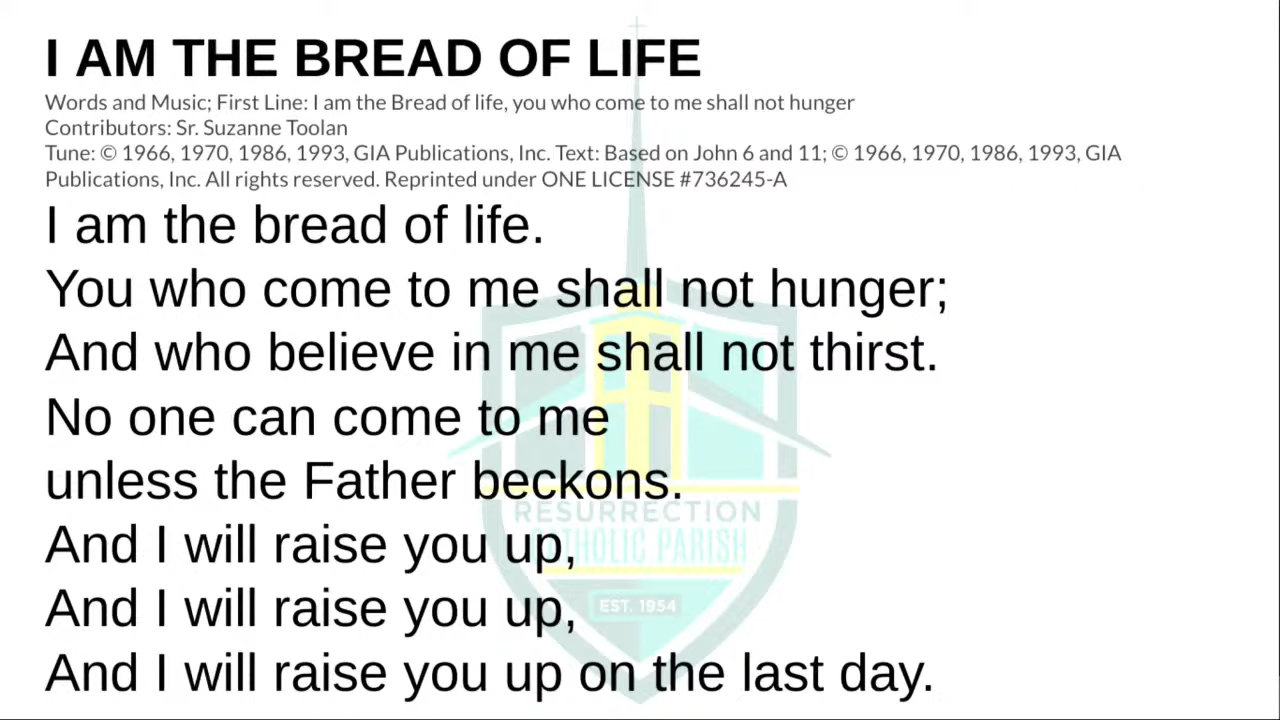 I AM THE BREAD OF LIFE
Words and Music; First Line: I am the Bread of life, you who come to me shall not hunger
Contributors: Sr. Suzanne Toolan
Tune: © 1966, 1970, 1986, 1993, GIA Publications, Inc. Text: Based on John 6 and 11; © 1966, 1970, 1986, 1993, GIA
Publications, Inc. All rights reserved. Reprinted under ONE LICENSE #736245-A
I am the bread of life.
You who come to me shall not hunger;
And who believe in me shall not thirst.
No one can come to me
unless the Father beckons.
And I will raise you up,
And I will raise you up,
And I will raise you up on the last day.
RESURRECTION
CATHOLIC PARISH
EST. 1954